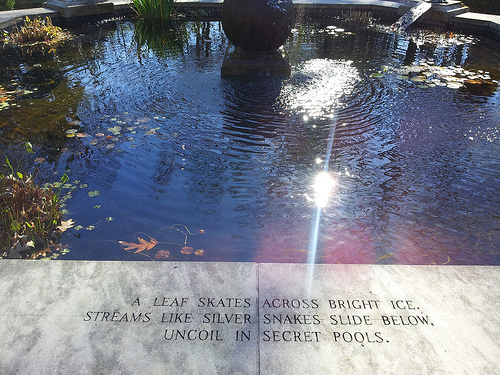 A LEAF SKATES ACROSS BRIGHT ICE.
STREAMS LIKE SILVER SNAKES SLIDE BELOW,
UNCOIL IN SECRET POOLS.